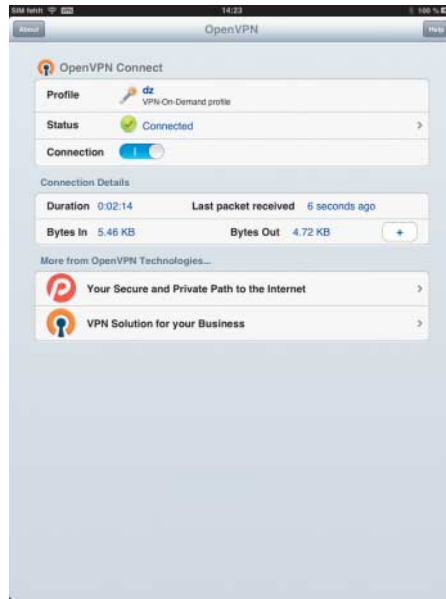 SIM fehlt VPN 14:23 100 %
About OpenVPN Help
OpenVPN Connect
Profile dz
VPN-On-Demand profile
Status Connected
Connection
Connection Details
Duration 0:02:14 Last packet received 6 seconds ago
Bytes In 5.46 KB Bytes Out 4.72 KB +
More from OpenVPN Technologies...
Your Secure and Private Path to the Internet
VPN Solution for your Business